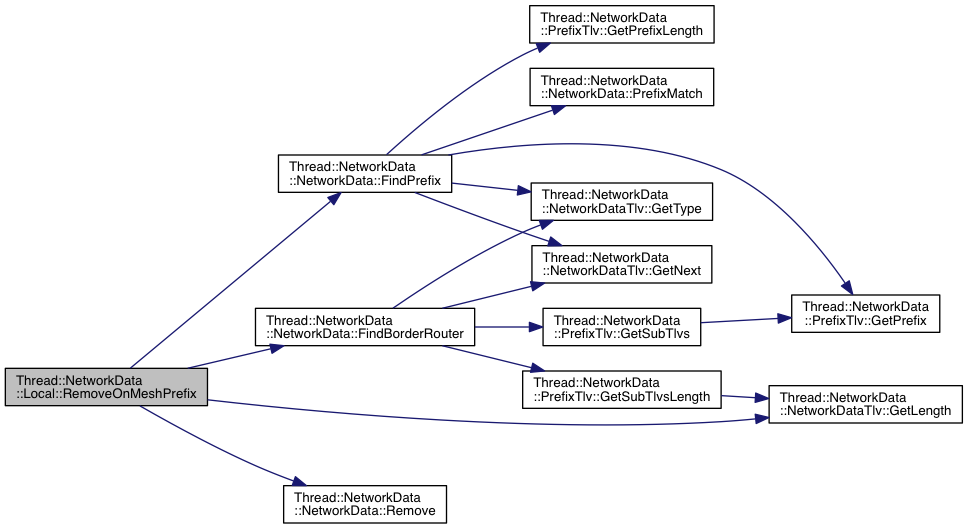 Thread::NetworkData
::PrefixTlv::GetPrefixLength
Thread::NetworkData
::NetworkData::PrefixMatch
Thread::NetworkData
::NetworkData::FindPrefix
Thread::NetworkData
::NetworkDataTlv::GetType
Thread::NetworkData
::NetworkDataTlv::GetNext
Thread::NetworkData
::PrefixTlv::GetPrefix
Thread::NetworkData
::NetworkData::FindBorderRouter
Thread::NetworkData
::PrefixTlv::GetSubTlvs
Thread::NetworkData
::Local::RemoveOnMeshPrefix
Thread::NetworkData
::PrefixTlv::GetSubTlvsLength
Thread::NetworkData
::NetworkDataTlv::GetLength
Thread::NetworkData
::NetworkData::Remove